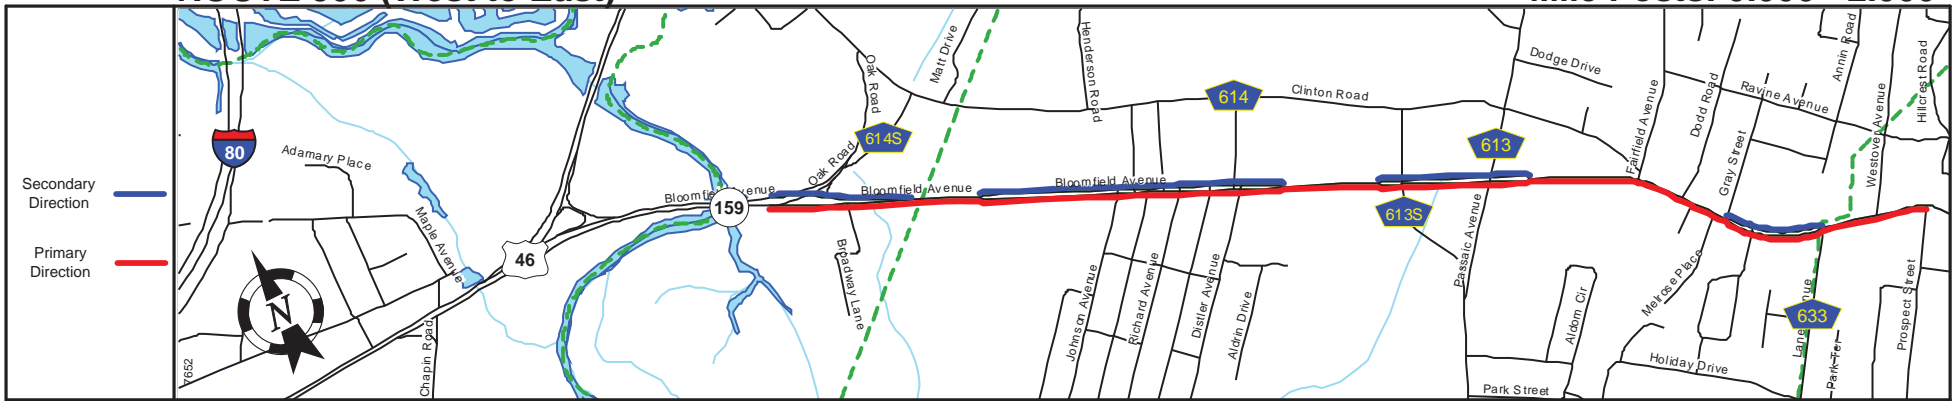 Secondary
Direction
Primary
Direction
80
Adamary Place
Maple Avenue
46
Chapin Road
7652
N
159
Bloomfield Avenue
Oak Road
614S
Oak Road
Matt Drive
Bloomfield Avenue
Broadway Lane
Henderson Road
614
Clinton Road
Bloomfield Avenue
Johnson Avenue
Richard Avenue
Distler Avenue
Aldrin Drive
613
613S
Passaic Avenue
Dodge Drive
Fairfield Avenue
Dodd Road
Gray Street
Ravine Avenue
Annin Road
Westover Avenue
Hillcrest Road
Melrose Place
Aldom Cir
Park Street
Holiday Drive
633
Park Ter
Prospect Street